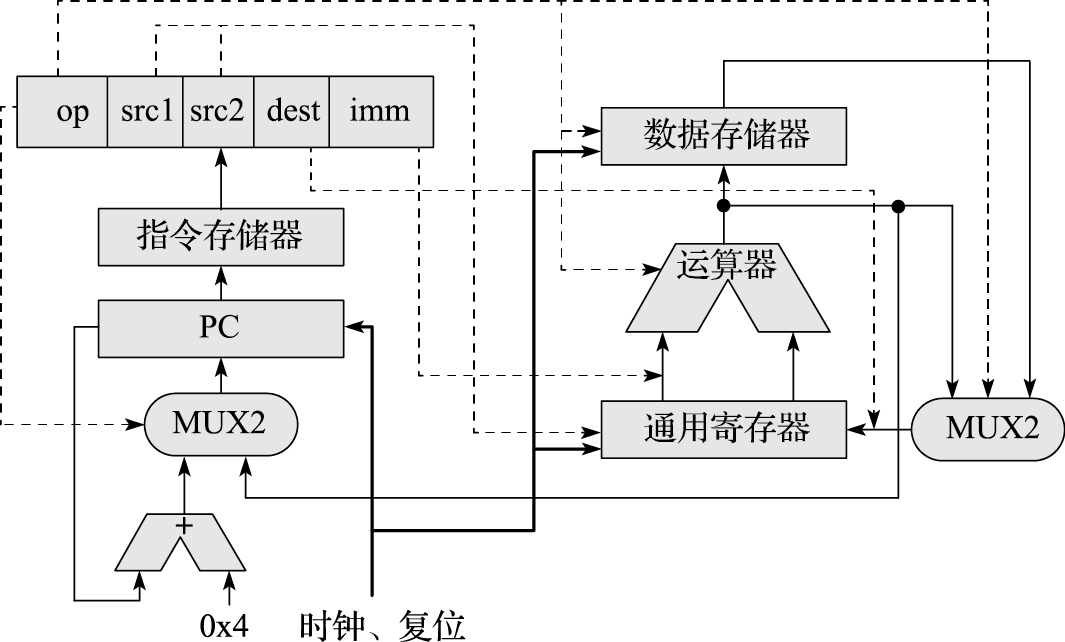 op src1 src2 dest imm
数据存储器
指令存储器
运算器
PC
MUX2
通用寄存器
MUX2
+
0x4
时钟、复位